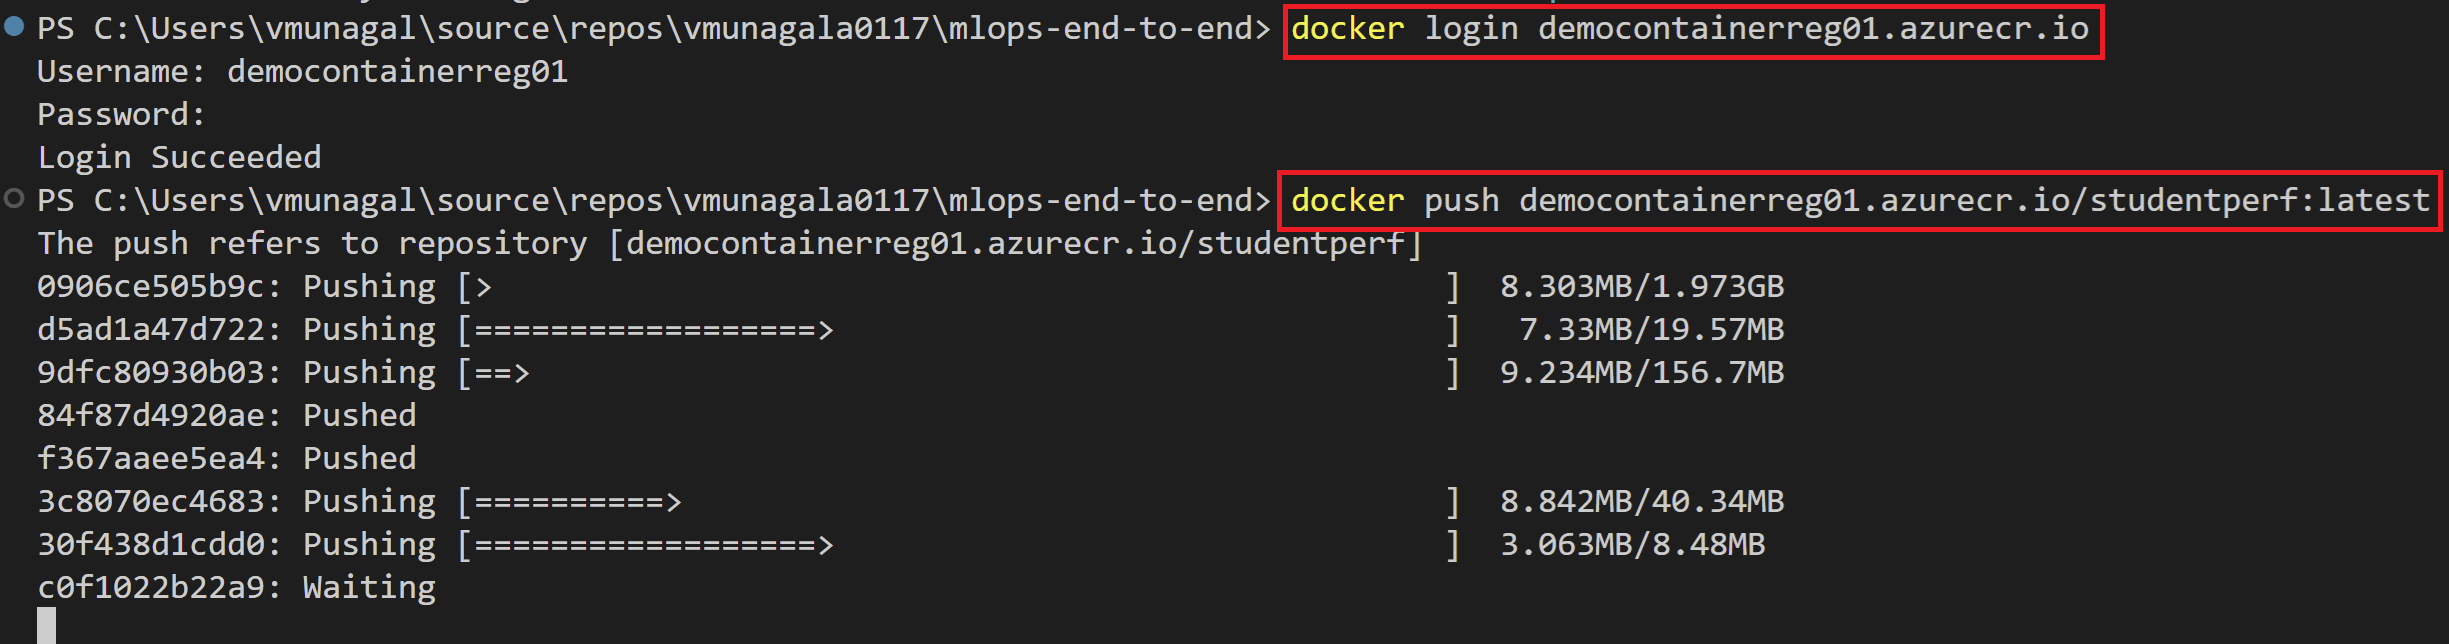 PS C:\Users\vmunagal\source\repos\vmunagala0117\mlops-end-to-end> docker login democontainerreg01.azurecr.io
Username: democontainerreg01
Password:
Login Succeeded
PS C:\Users\vmunagal\source\repos\vmunagala0117\mlops-end-to-end> docker push democontainerreg01.azurecr.io/studentperf:latest
The push refers to repository [democontainerreg01.azurecr.io/studentperf]
0906ce505b9c: Pushing [>                                                  ]  8.303MB/1.973GB
d5ad1a47d722: Pushing [==================>                                ]   7.33MB/19.57MB
9dfc80930b03: Pushing [==>                                                ]  9.234MB/156.7MB
84f87d4920ae: Pushed
f367aaee5ea4: Pushed
3c8070ec4683: Pushing [==========>                                        ]  8.842MB/40.34MB
30f438d1cdd0: Pushing [==================>                                ]  3.063MB/8.48MB
c0f1022b22a9: Waiting